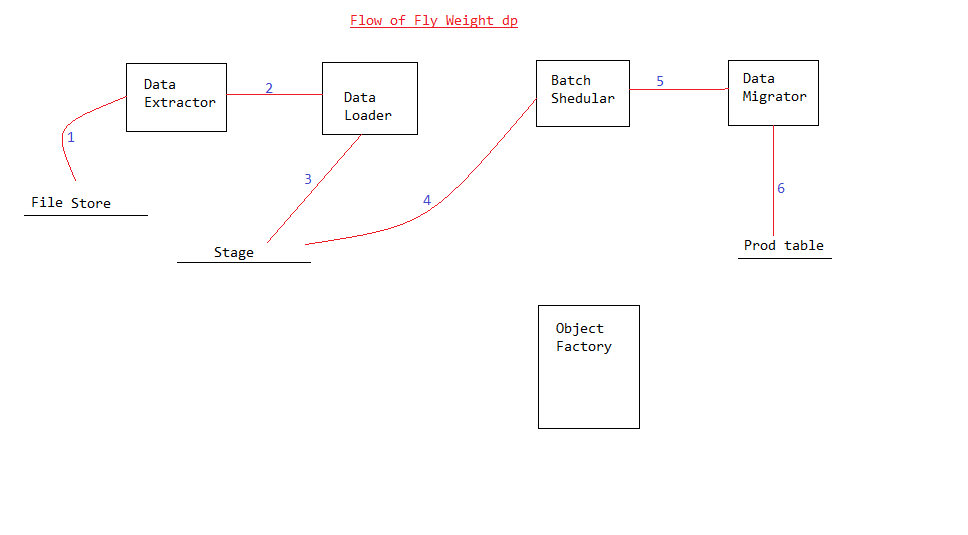 Flow of Fly Weight dp
Data
Extractor
2
Data
Loader
Batch
Shedular
5
Data
Migrator
1
3
4
6
File Store
Stage
Prod table
Object
Factory